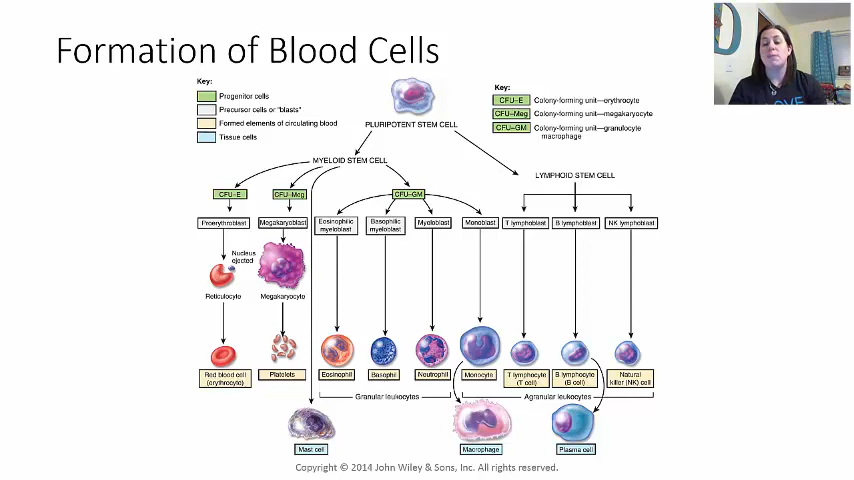 Formation of Blood Cells
Key:
Progenitor cells
Precursor cells or "blasts"
Formed elements of circulating blood
Tissue cells
Key:
CFU–E Colony-forming unit—erythrocyte
CFU–Meg Colony-forming unit—megakaryocyte
CFU–GM Colony-forming unit—granulocyte
macrophage
PLURIPOTENT STEM CELL
MYELOID STEM CELL
LYMPHOID STEM CELL
CFU–E
CFU–Meg
CFU–GM
Proerythroblast
Megakaryoblast
Eosinophilic
myeloblast
Basophilic
myeloblast
Myeloblast
Monoblast
T lymphoblast
B lymphoblast
NK lymphoblast
Nucleus
ejected
Reticulocyte
Megakaryocyte
Red blood cell
(erythrocyte)
Platelets
Eosinophil
Basophil
Neutrophil
Monocyte
T lymphocyte
(T cell)
B lymphocyte
(B cell)
Natural
killer (NK) cell
Granular leukocytes
Agranular leukocytes
Mast cell
Macrophage
Plasma cell
Copyright © 2014 John Wiley & Sons, Inc. All rights reserved.